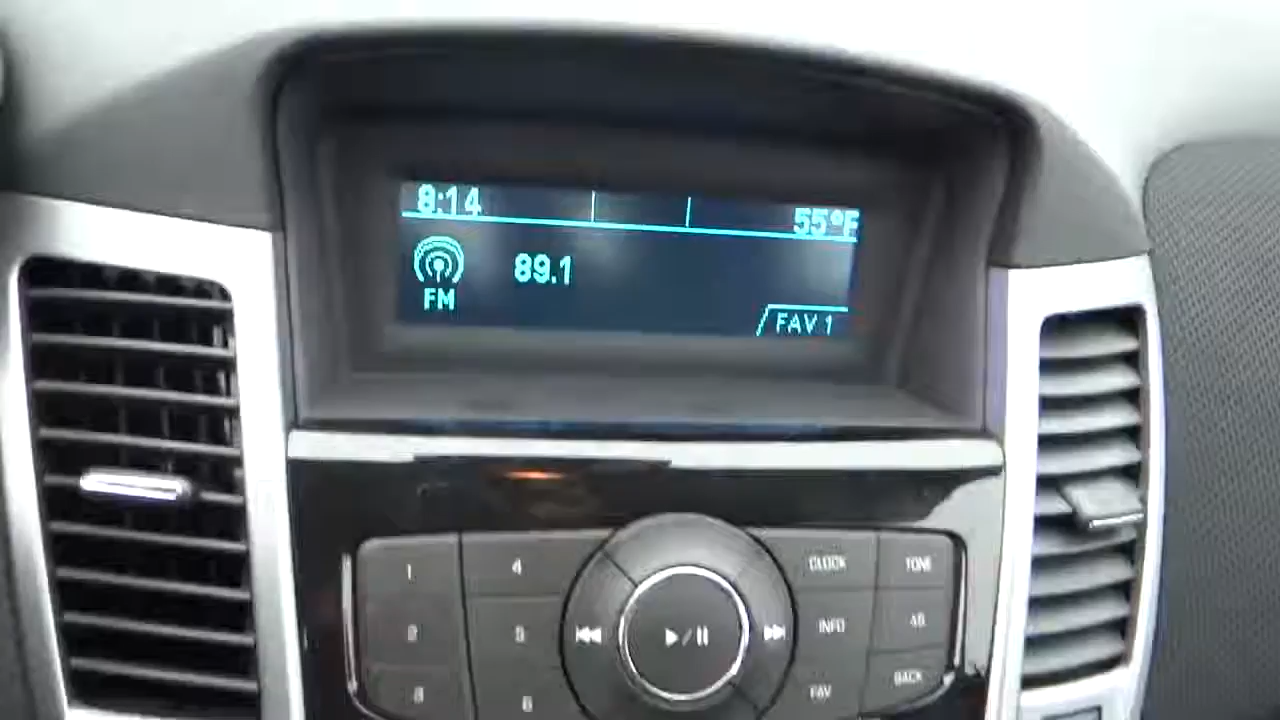 8:14 55°F
89.1
FM
FAV 1
1 4 CLOCK TONE
2 5 INFO AS
3 6 FAV BACK